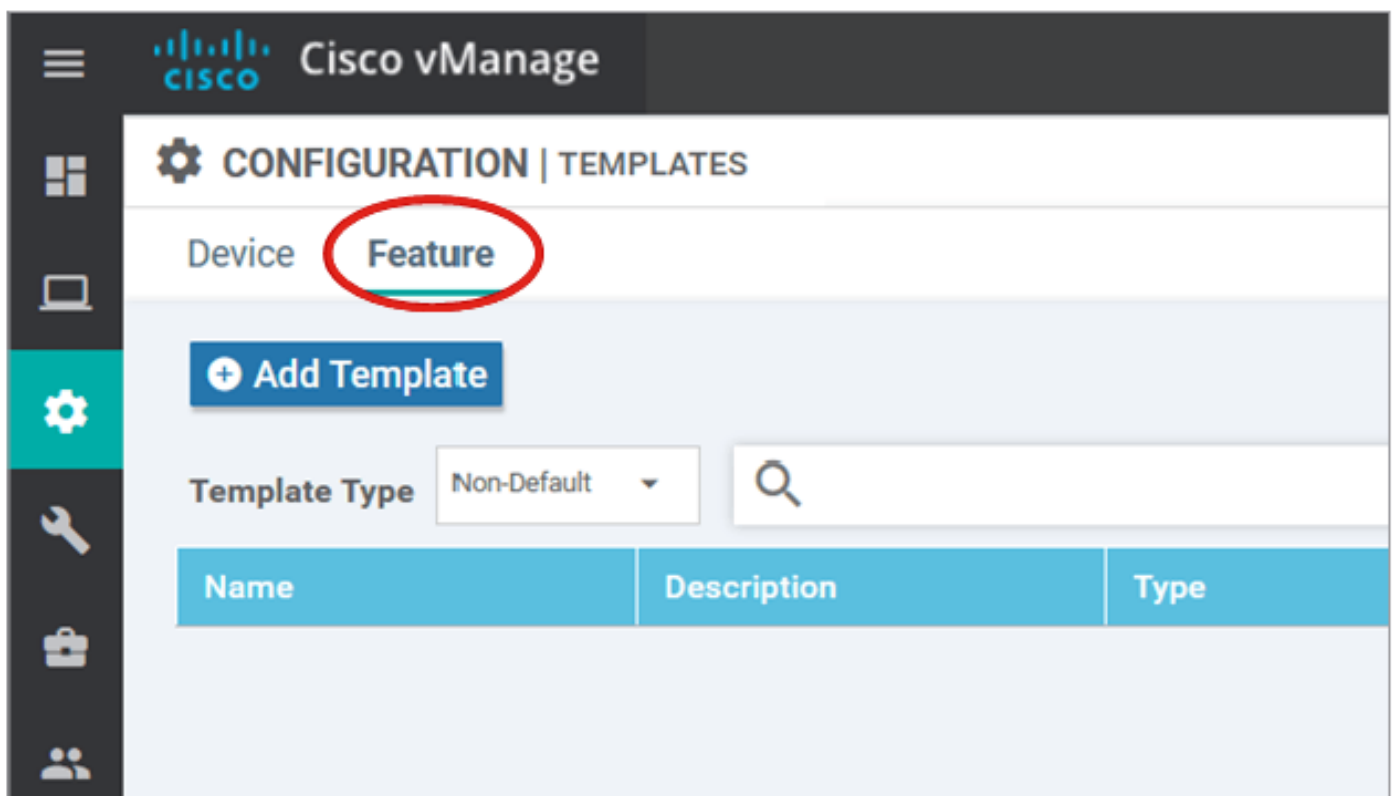 CISCO Cisco vManage
CONFIGURATION | TEMPLATES
Device Feature
Add Template
Template Type Non-Default
Name Description Type